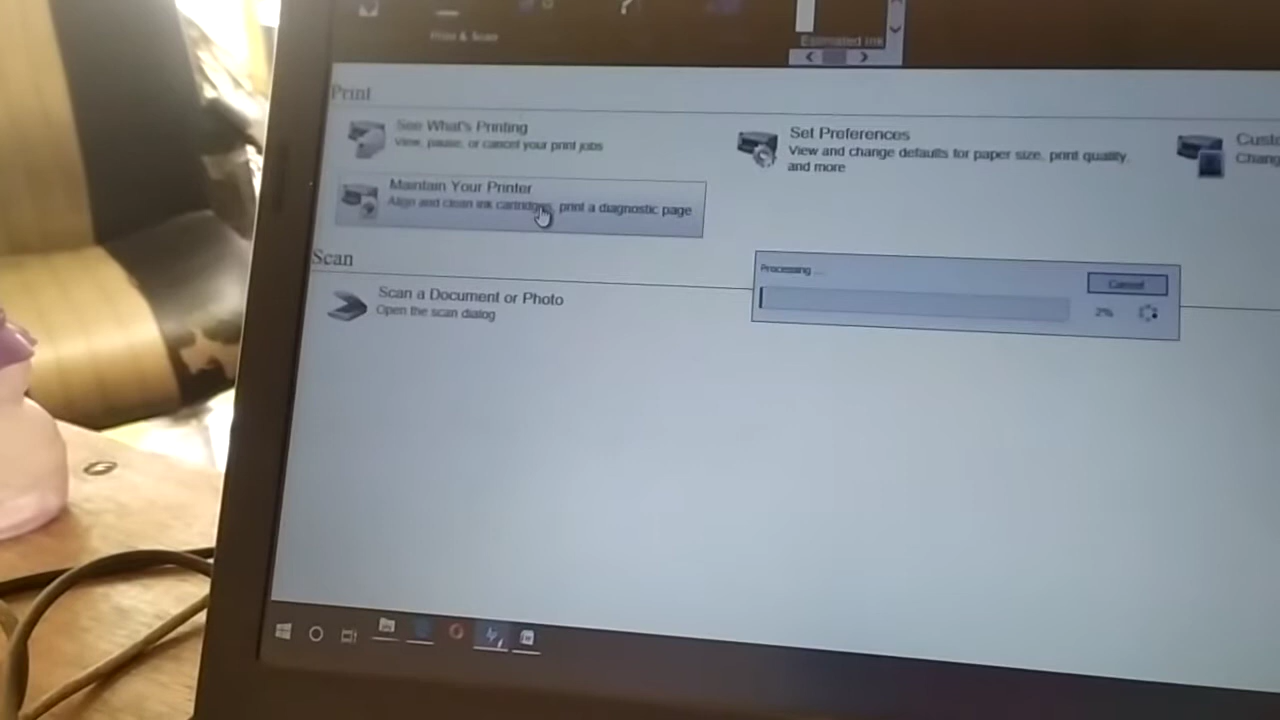 Print & Scan
Estimated Ink
Print
See What's Printing
View, pause, or cancel your print jobs
Set Preferences
View and change defaults for paper size, print quality,
and more
Maintain Your Printer
Align and clean ink cartridges, print a diagnostic page
Scan
Scan a Document or Photo
Open the scan dialog
Processing ...
Cancel
2%